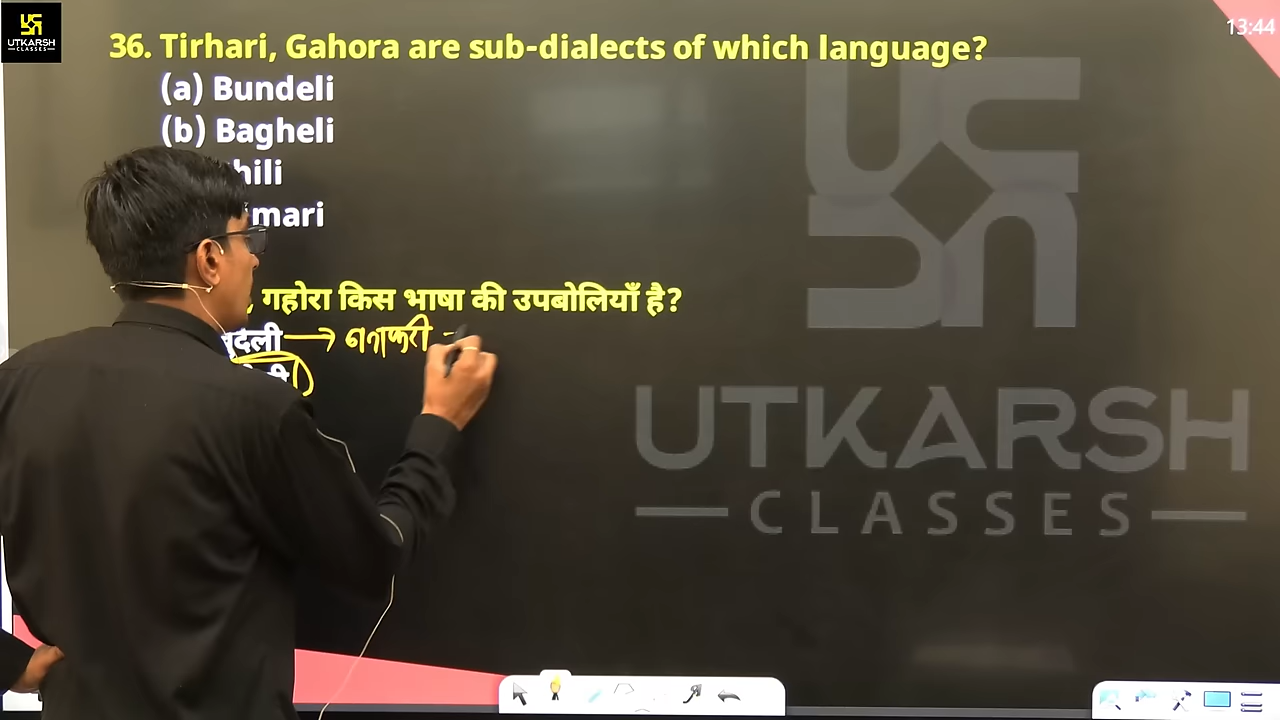 UTKARSH
CLASSES
13:44
36. Tirhari, Gahora are sub-dialects of which language?
(a) Bundeli
(b) Bagheli
hili
mari
गहोरा किस भाषा की उपबोलियाँ है?
देली →
UTKARSH
CLASSES